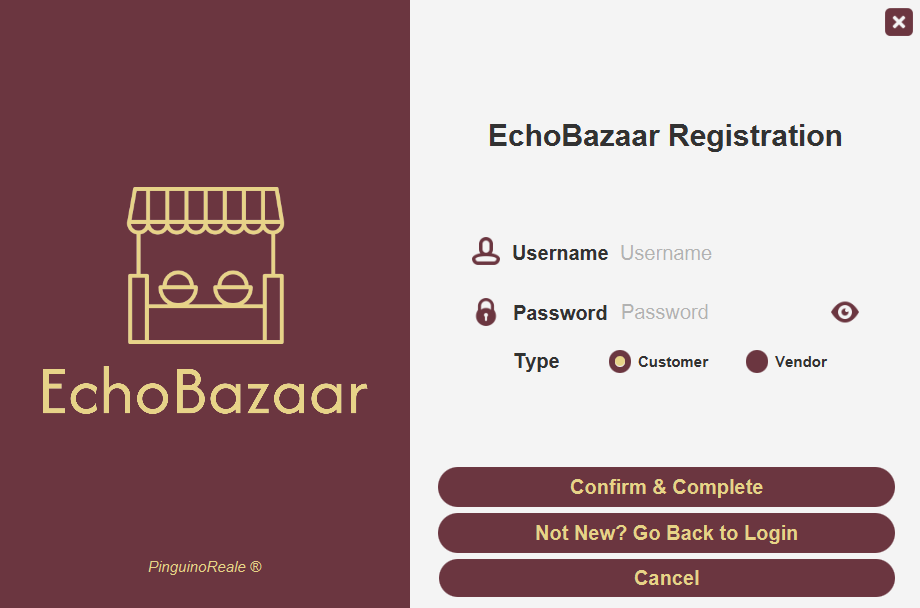 EchoBazaar
PinguinoReale ®
EchoBazaar Registration
Username Username
Password Password
Type Customer Vendor
Confirm & Complete
Not New? Go Back to Login
Cancel